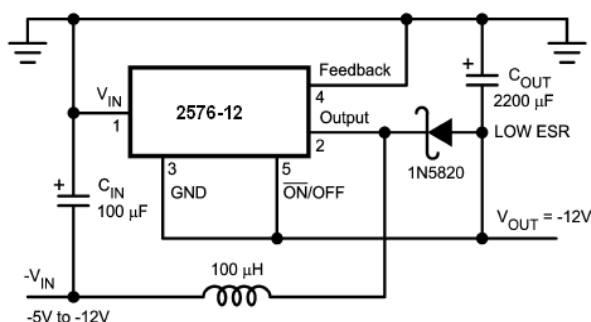 Feedback
+
C_OUT
2200 μF
V_IN
1
2576-12
4
Output
2
LOW ESR
1N5820
3
5
+
C_IN
100 μF
GND
ON/OFF
V_OUT = -12V
100 μH
-V_IN
-5V to -12V